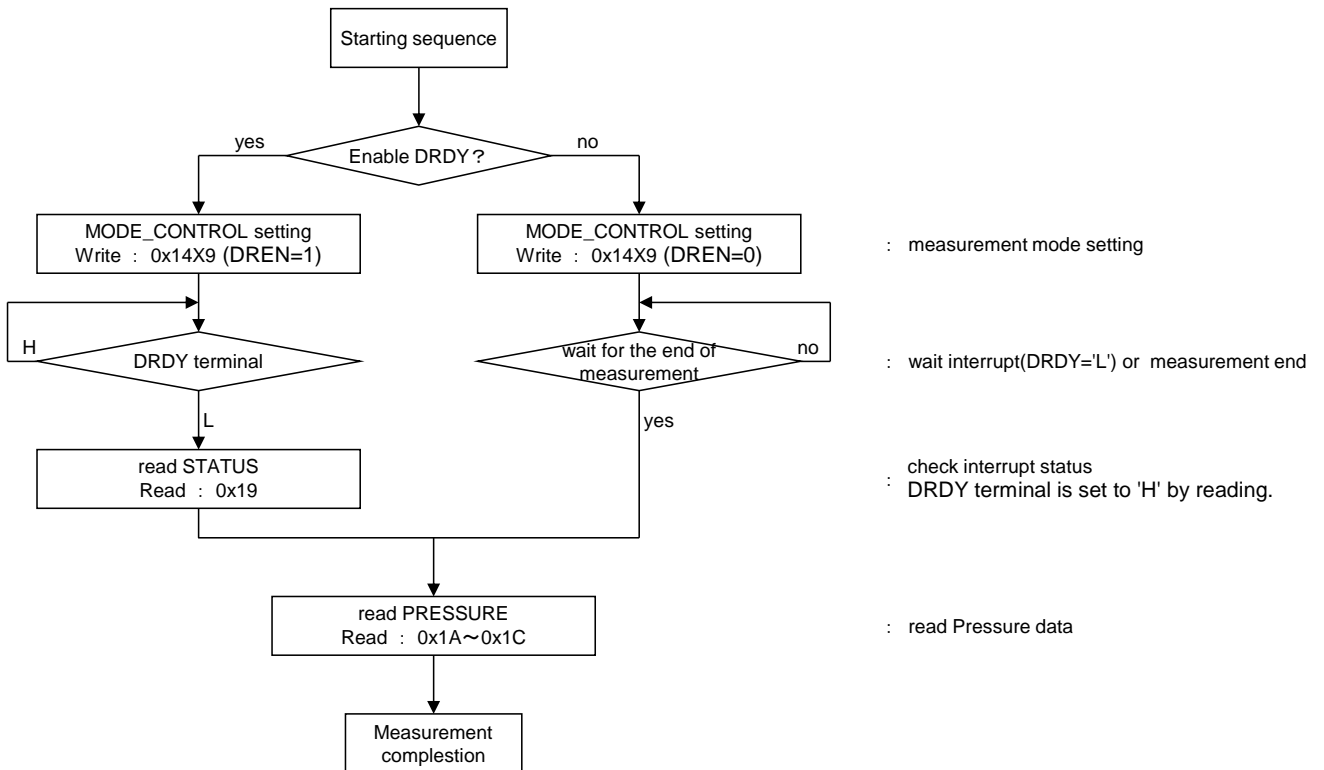 Starting sequence
yes
Enable DRDY？
no
MODE_CONTROL setting
Write : 0x14X9 (DREN=1)
MODE_CONTROL setting
Write : 0x14X9 (DREN=0)
: measurement mode setting
H
DRDY terminal
wait for the end of
measurement
no
: wait interrupt(DRDY='L') or measurement end
L
yes
read STATUS
Read : 0x19
: check interrupt status
DRDY terminal is set to 'H' by reading.
read PRESSURE
Read : 0x1A～0x1C
: read Pressure data
Measurement
complestion